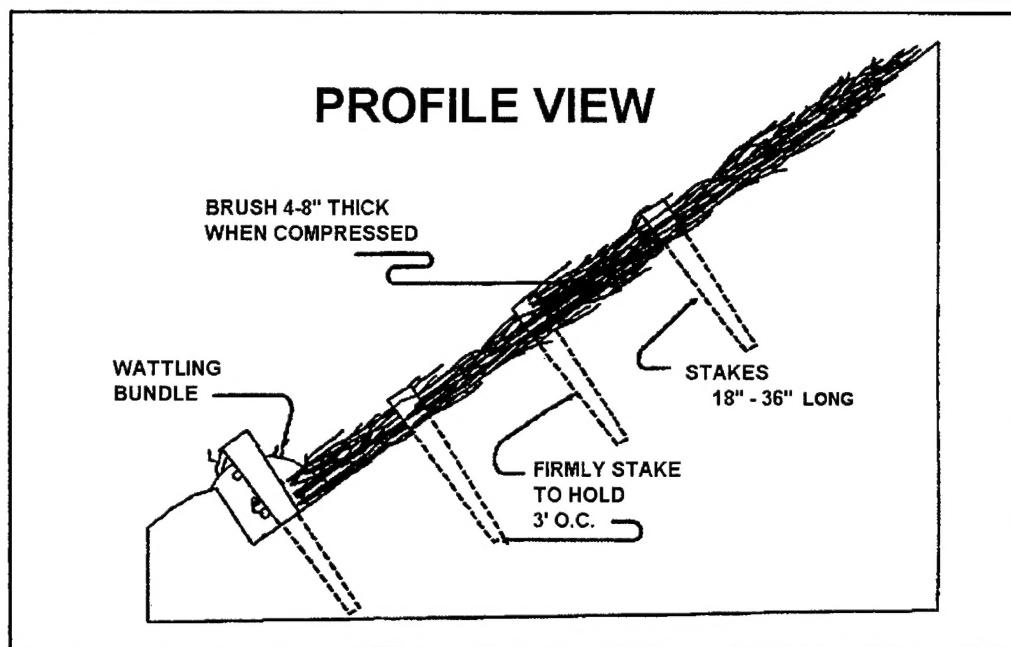 PROFILE VIEW
BRUSH 4-8" THICK
WHEN COMPRESSED
WATTLING
BUNDLE
STAKES
18" - 36" LONG
FIRMLY STAKE
TO HOLD
3' O.C.